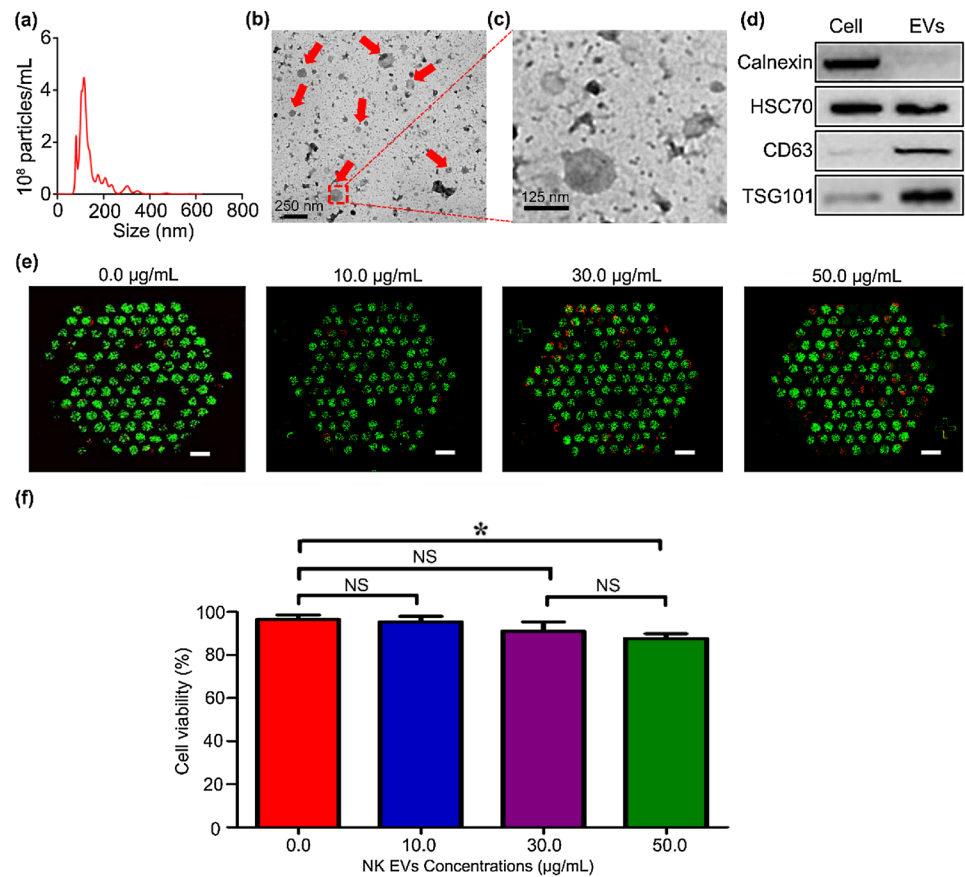 (a)
10⁸ particles/mL
6
4
2
0
0 200 400 600 800
Size (nm)
(b)
250 nm
(c)
125 nm
(d)
Cell EVs
Calnexin
HSC70
CD63
TSG101
(e)
0.0 µg/mL 10.0 µg/mL 30.0 µg/mL 50.0 µg/mL
(f)
*
NS
NS NS
Cell viability (%)
100
80
60
40
20
0
0.0 10.0 30.0 50.0
NK EVs Concentrations (µg/mL)